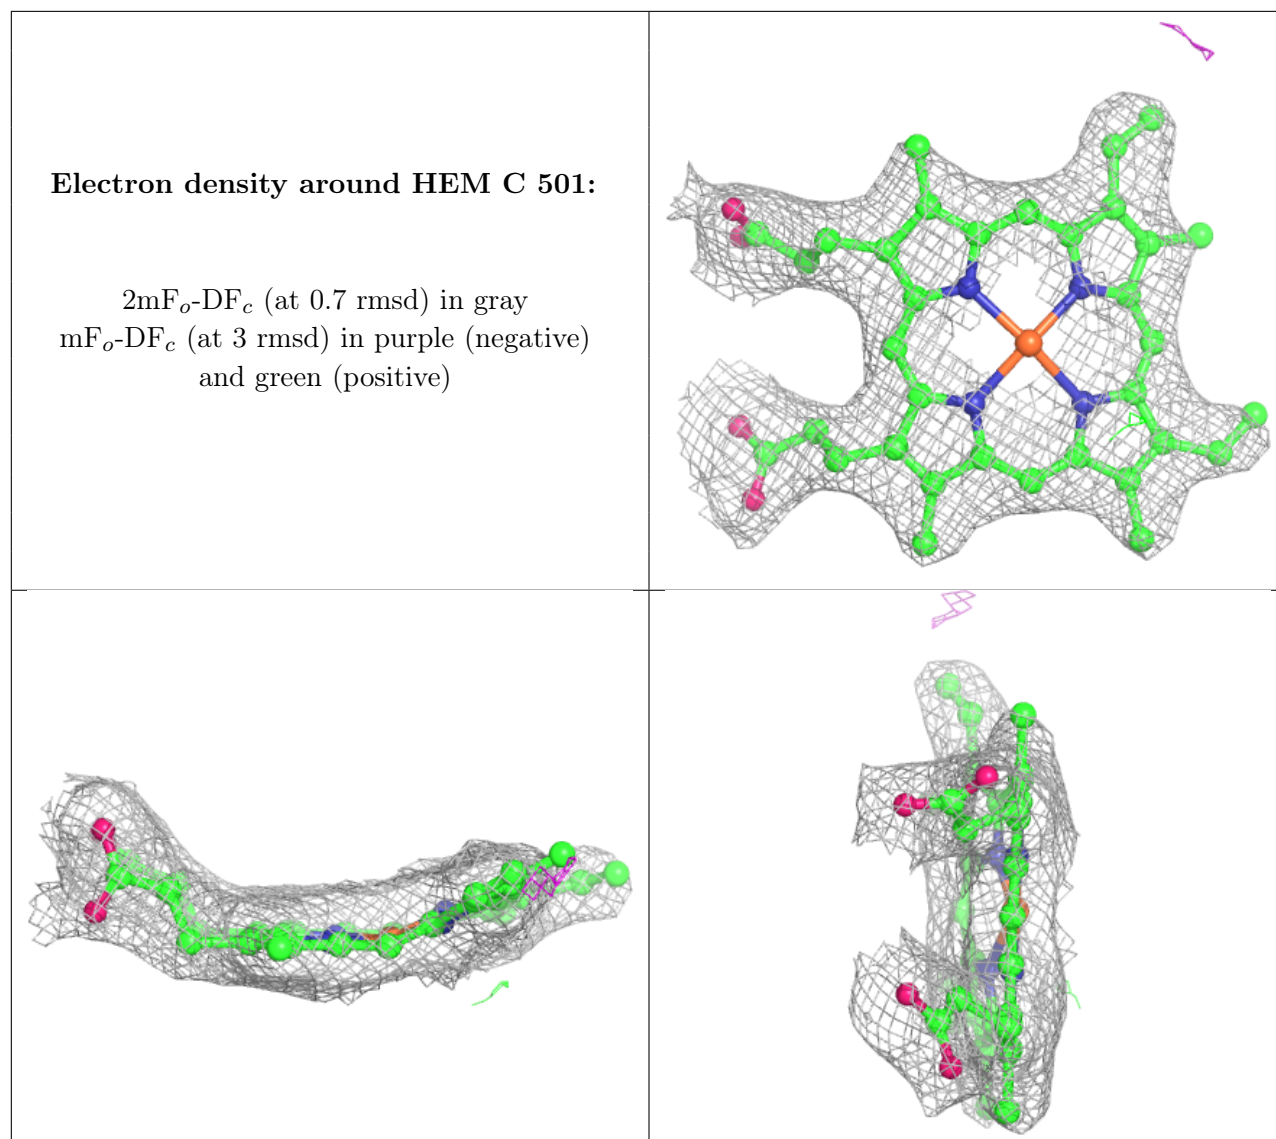 Electron density around HEM C 501:
2mFo-DFc (at 0.7 rmsd) in gray
mFo-DFc (at 3 rmsd) in purple (negative)
and green (positive)